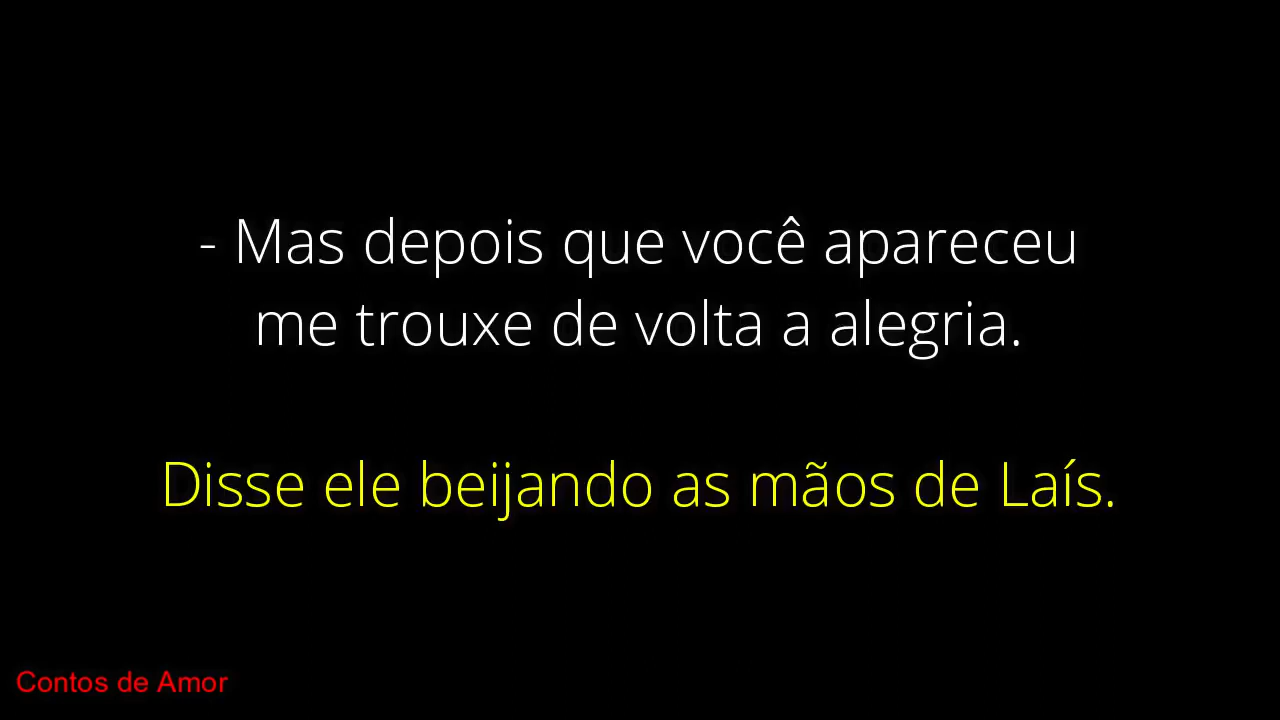 - Mas depois que você apareceu
me trouxe de volta a alegria.
Disse ele beijando as mãos de Laís.
Contos de Amor